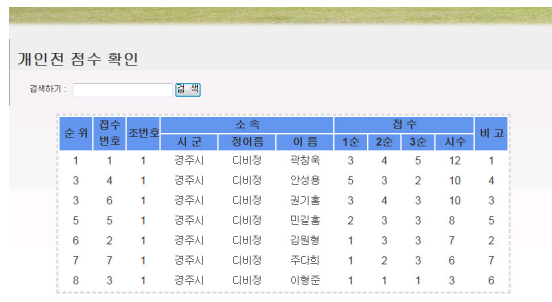 개인전 점수 확인
검색하기 : 검 색
순 위 접수 번호 조번호 소 속 점 수 비 고
시 군 정이름 이 름 1순 2순 3순 시수
1 1 1 경주시 디비정 곽창욱 3 4 5 12 1
3 4 1 경주시 디비정 안성용 5 3 2 10 4
3 6 1 경주시 디비정 권기홍 3 4 3 10 3
5 5 1 경주시 디비정 민길홍 2 3 3 8 5
6 2 1 경주시 디비정 김원형 1 3 3 7 2
7 7 1 경주시 디비정 주다희 1 2 3 6 7
8 3 1 경주시 디비정 이형준 1 1 1 3 6